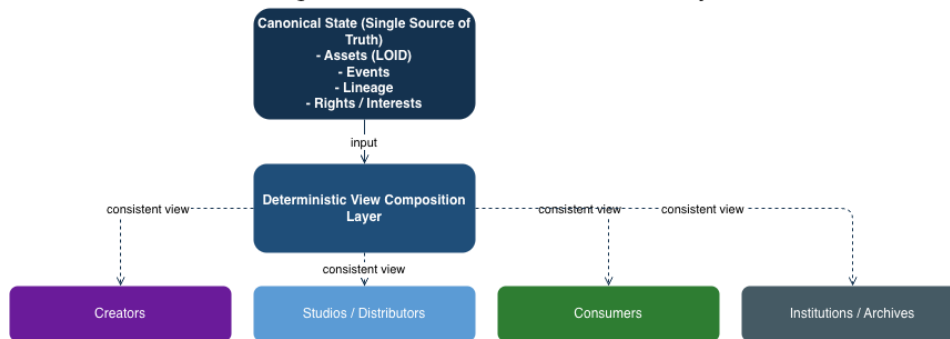 Canonical State (Single Source of
Truth)
- Assets (LOID)
- Events
- Lineage
- Rights / Interests
input
Deterministic View Composition
Layer
consistent view
consistent view
consistent view
consistent view
Creators
Studios / Distributors
Consumers
Institutions / Archives